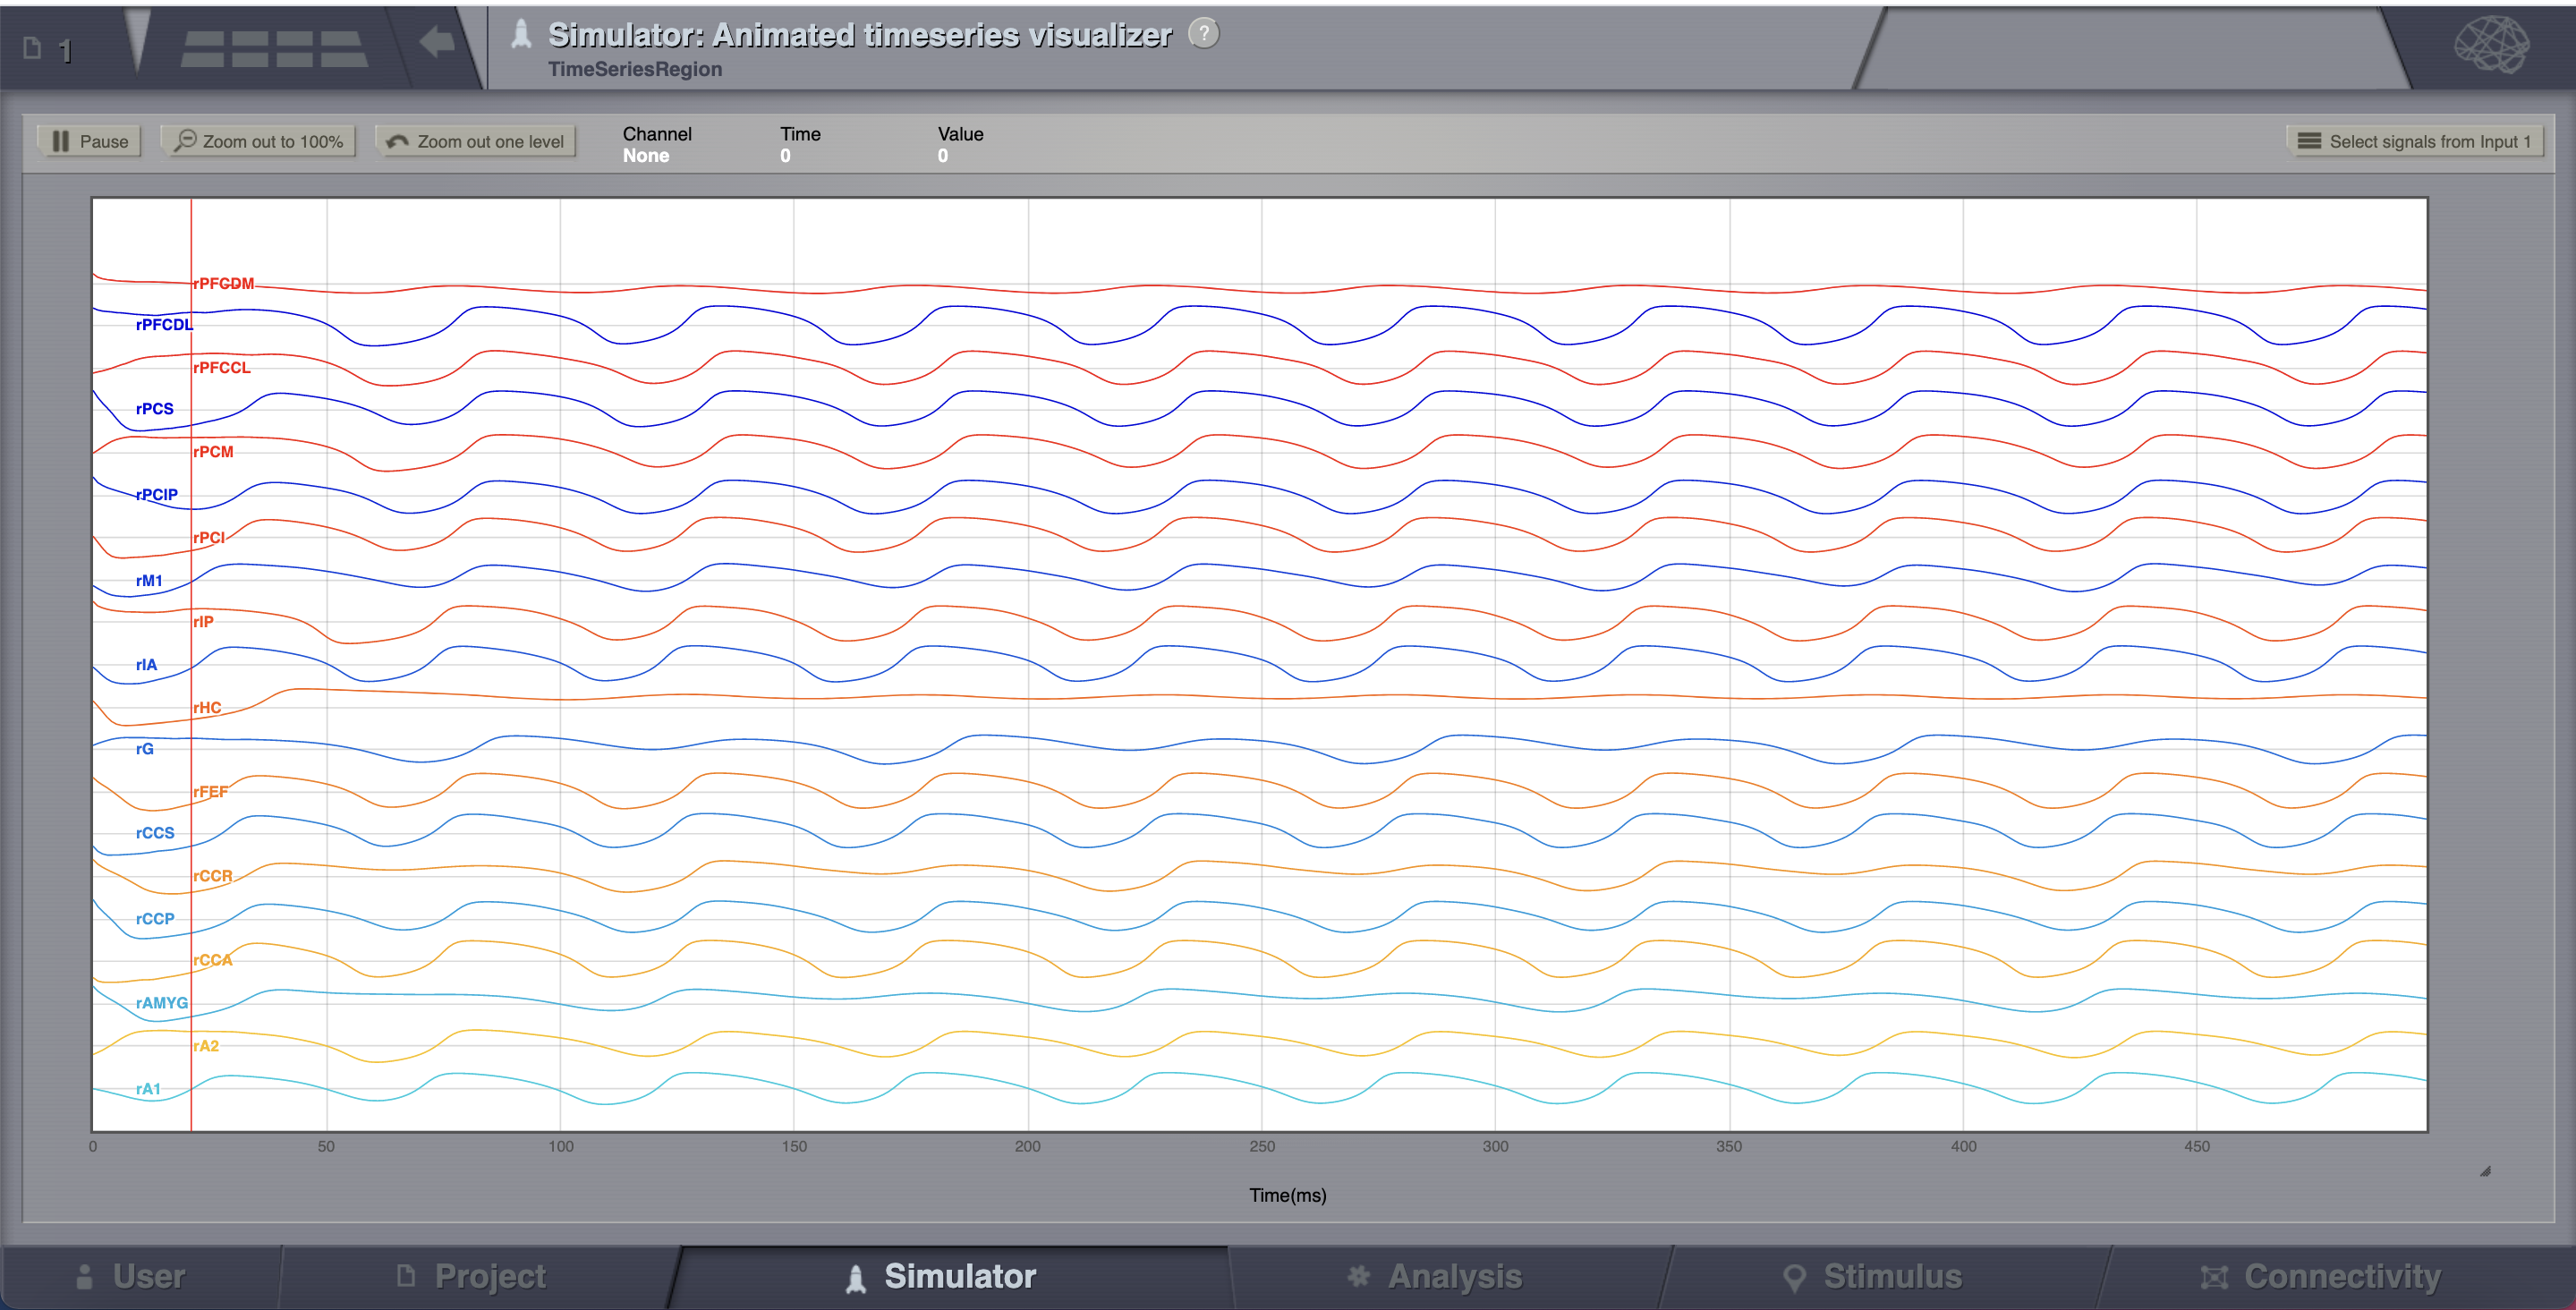 1
Simulator: Animated timeseries visualizer ?
TimeSeriesRegion
Pause
Zoom out to 100%
Zoom out one level
Channel
None
Time
0
Value
0
Select signals from Input 1
rPFCDM
rPFCDL
rPFCCL
rPCS
rPCM
rPCIP
rPCI
rM1
rIP
rIA
rHC
rG
rFEF
rCCS
rCCR
rCCP
rCCA
rAMYG
rA2
rA1
0 50 100 150 200 250 300 350 400 450
Time(ms)
User Project Simulator Analysis Stimulus Connectivity